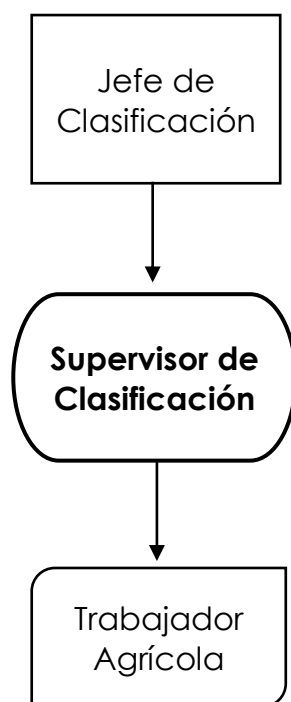 Jefe de
Clasificación
Supervisor de
Clasificación
Trabajador
Agrícola